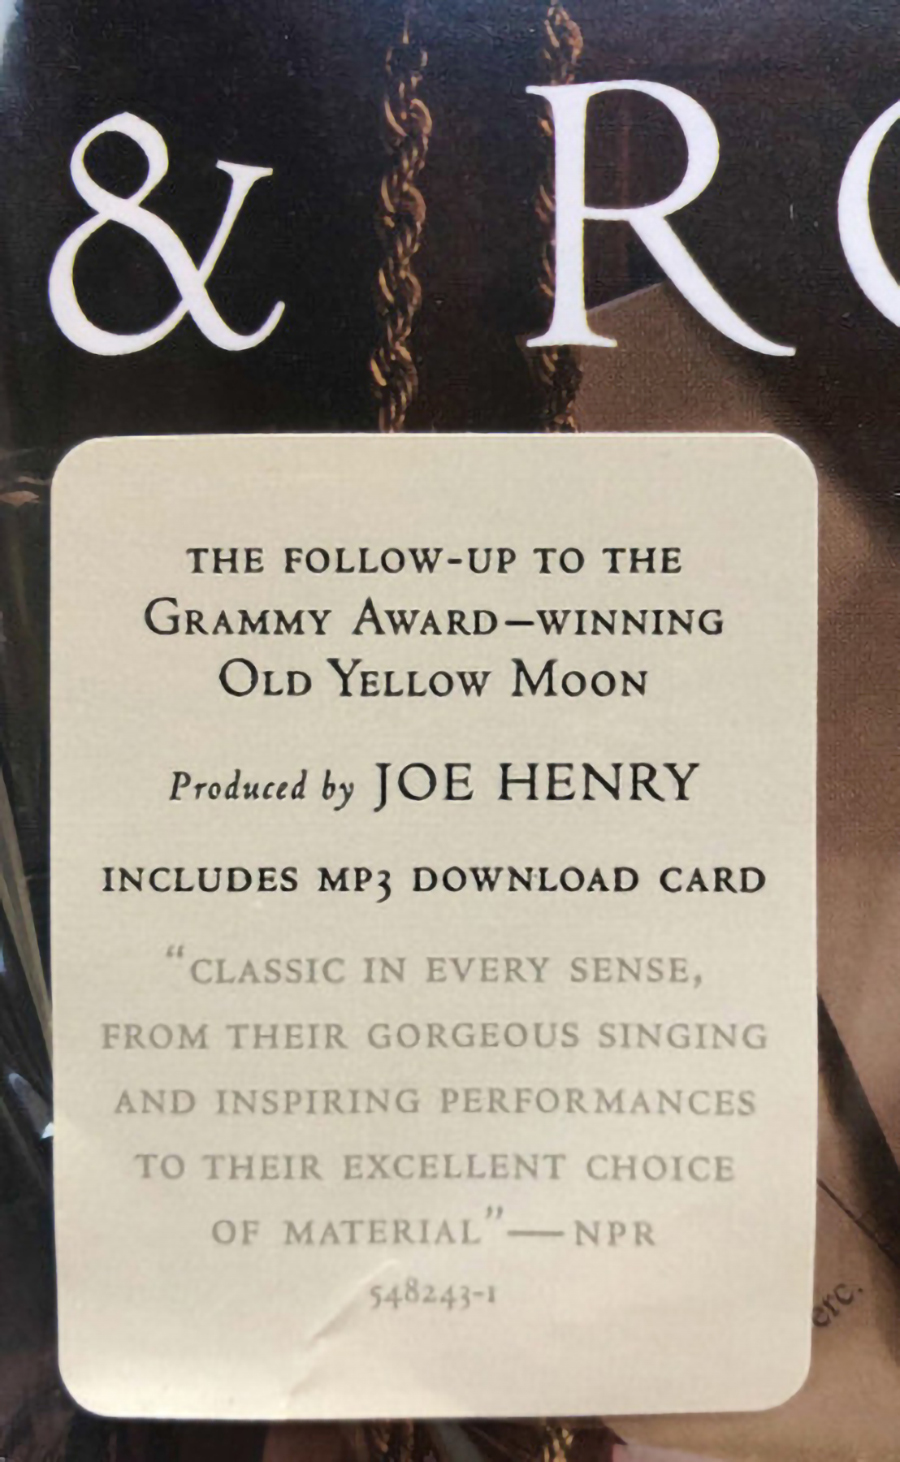 & R
THE FOLLOW-UP TO THE
GRAMMY AWARD–WINNING
OLD YELLOW MOON
Produced by JOE HENRY
INCLUDES MP3 DOWNLOAD CARD
“CLASSIC IN EVERY SENSE,
FROM THEIR GORGEOUS SINGING
AND INSPIRING PERFORMANCES
TO THEIR EXCELLENT CHOICE
OF MATERIAL”—NPR
548243-1
erc.